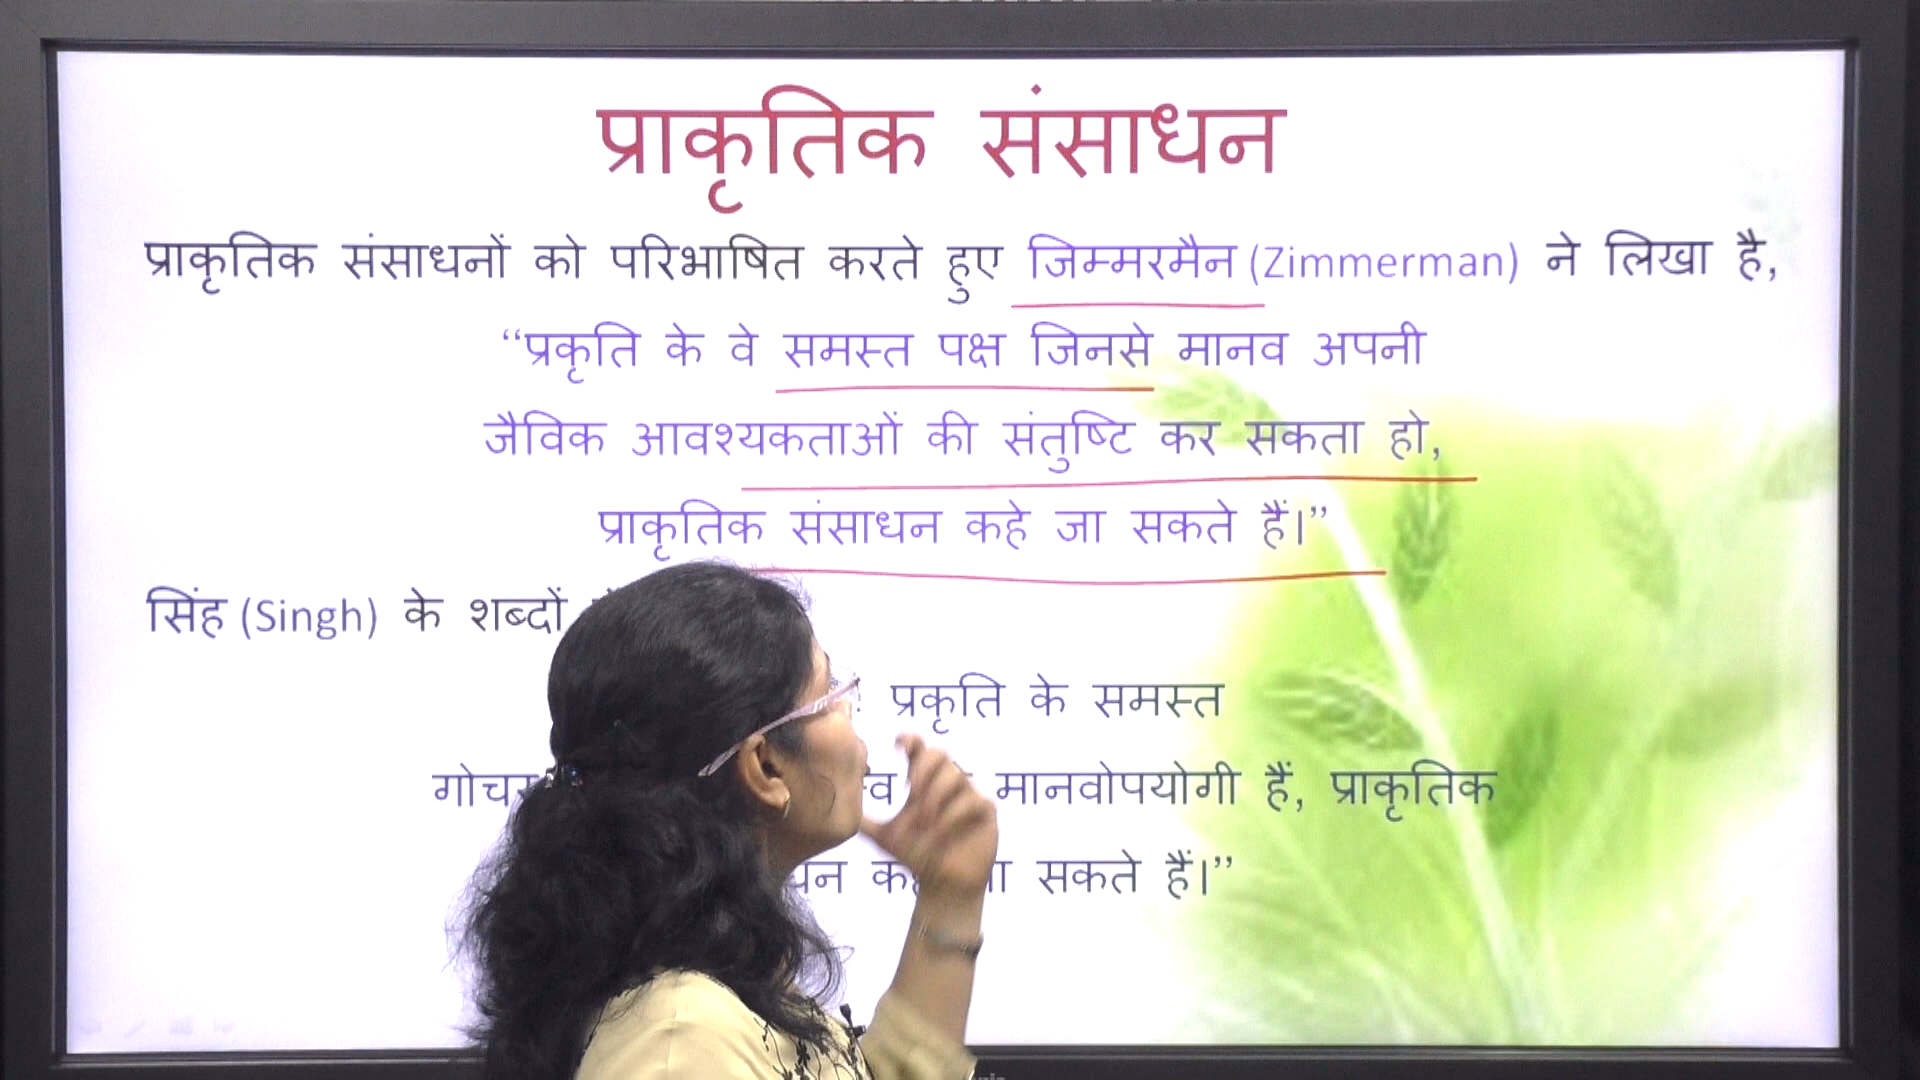 प्राकृतिक संसाधन
प्राकृतिक संसाधनों को परिभाषित करते हुए जिम्मरमैन (Zimmerman) ने लिखा है,
“प्रकृति के वे समस्त पक्ष जिनसे मानव अपनी
जैविक आवश्यकताओं की संतुष्टि कर सकता हो,
प्राकृतिक संसाधन कहे जा सकते हैं।”
सिंह (Singh) के शब्दों
प्रकृति के समस्त
मानवोपयोगी हैं, प्राकृतिक
सकते हैं।”